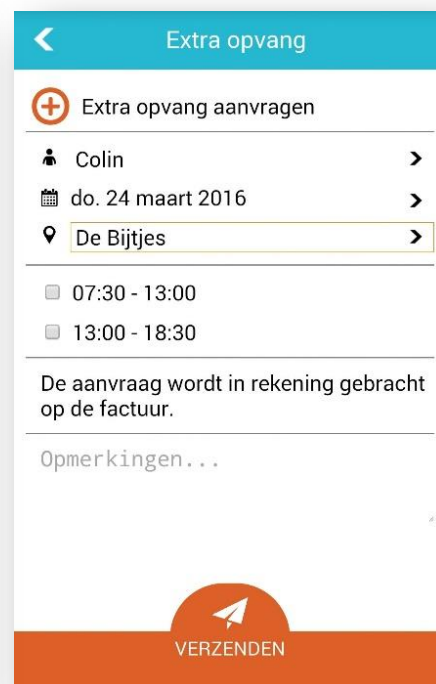 Extra opvang
Extra opvang aanvragen
Colin
do. 24 maart 2016
De Bijtjes
07:30 - 13:00
13:00 - 18:30
De aanvraag wordt in rekening gebracht
op de factuur.
Opmerkingen...
VERZENDEN